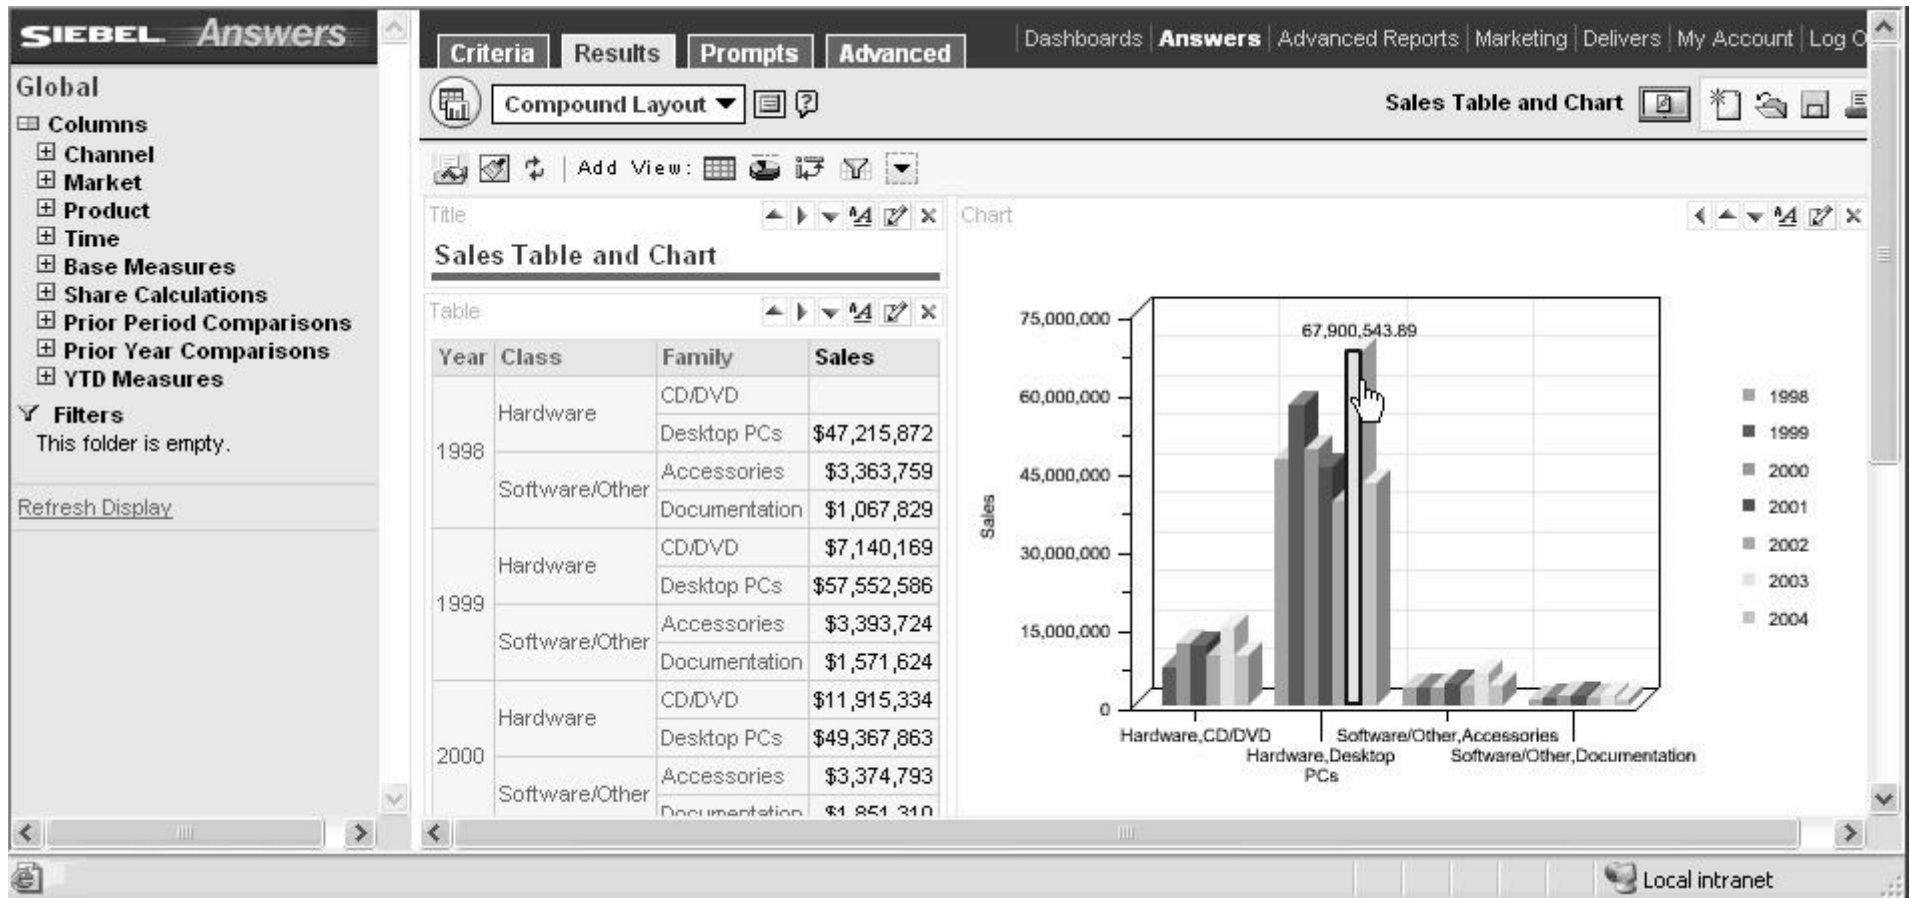 SIEBEL Answers
Global
Columns
Channel
Market
Product
Time
Base Measures
Share Calculations
Prior Period Comparisons
Prior Year Comparisons
YTD Measures
Filters
This folder is empty.
Refresh Display
Criteria Results Prompts Advanced
Dashboards | Answers | Advanced Reports | Marketing | Delivers | My Account | Log O
Compound Layout
Sales Table and Chart
Add View:
Title
Sales Table and Chart
Table
Year Class Family Sales
1998 Hardware CD/DVD
Desktop PCs $47,215,872
Software/Other Accessories $3,363,759
Documentation $1,067,829
1999 Hardware CD/DVD $7,140,169
Desktop PCs $57,552,586
Software/Other Accessories $3,393,724
Documentation $1,571,624
2000 Hardware CD/DVD $11,915,334
Desktop PCs $49,367,863
Software/Other Accessories $3,374,793
Documentation $1,851,310
Chart
75,000,000
60,000,000
45,000,000
30,000,000
15,000,000
0
Sales
67,900,543.89
Hardware,CD/DVD
Hardware,Desktop
PCs
Software/Other,Accessories
Software/Other,Documentation
1998
1999
2000
2001
2002
2003
2004
Local intranet